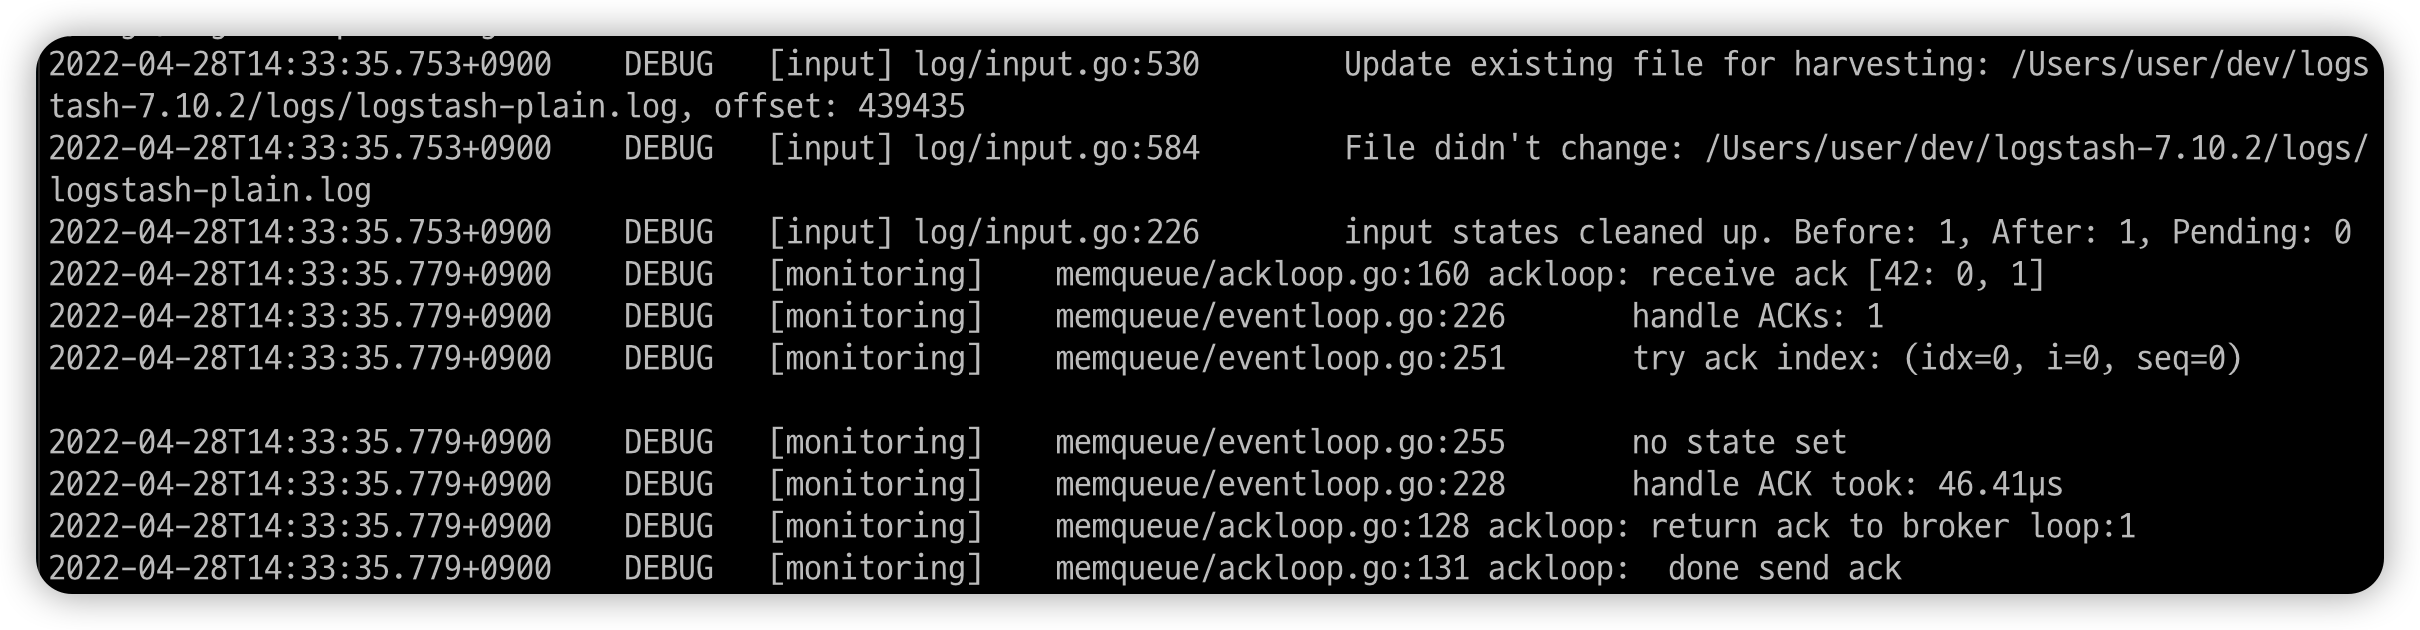 2022-04-28T14:33:35.753+0900    DEBUG   [input] log/input.go:530        Update existing file for harvesting: /Users/user/dev/logs
tash-7.10.2/logs/logstash-plain.log, offset: 439435
2022-04-28T14:33:35.753+0900    DEBUG   [input] log/input.go:584        File didn't change: /Users/user/dev/logstash-7.10.2/logs/
logstash-plain.log
2022-04-28T14:33:35.753+0900    DEBUG   [input] log/input.go:226        input states cleaned up. Before: 1, After: 1, Pending: 0
2022-04-28T14:33:35.779+0900    DEBUG   [monitoring]    memqueue/ackloop.go:160 ackloop: receive ack [42: 0, 1]
2022-04-28T14:33:35.779+0900    DEBUG   [monitoring]    memqueue/eventloop.go:226       handle ACKs: 1
2022-04-28T14:33:35.779+0900    DEBUG   [monitoring]    memqueue/eventloop.go:251       try ack index: (idx=0, i=0, seq=0)
2022-04-28T14:33:35.779+0900    DEBUG   [monitoring]    memqueue/eventloop.go:255       no state set
2022-04-28T14:33:35.779+0900    DEBUG   [monitoring]    memqueue/eventloop.go:228       handle ACK took: 46.41µs
2022-04-28T14:33:35.779+0900    DEBUG   [monitoring]    memqueue/ackloop.go:128 ackloop: return ack to broker loop:1
2022-04-28T14:33:35.779+0900    DEBUG   [monitoring]    memqueue/ackloop.go:131 ackloop:  done send ack